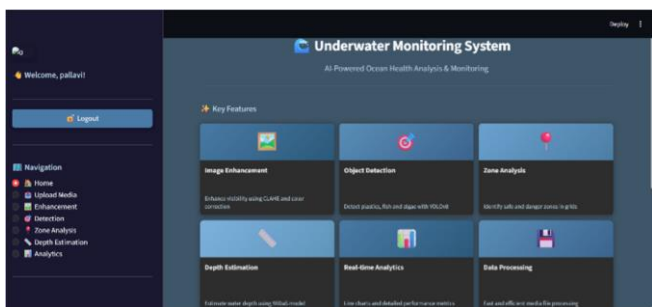 Deploy
Welcome, pallavi!
Logout
Navigation
Home
Upload Media
Enhancement
Detection
Zone Analysis
Depth Estimation
Analytics
Underwater Monitoring System
AI-Powered Ocean Health Analysis & Monitoring
Key Features
Image Enhancement
Enhance visibility using CLAHE and color
correction
Object Detection
Detect plastics, fish and algae with YOLOv8
Zone Analysis
Identify safe and danger zones in grids
Depth Estimation
Estimate water depth using MiDaS model
Real-time Analytics
Line charts and detailed performance metrics
Data Processing
Fast and efficient media file processing